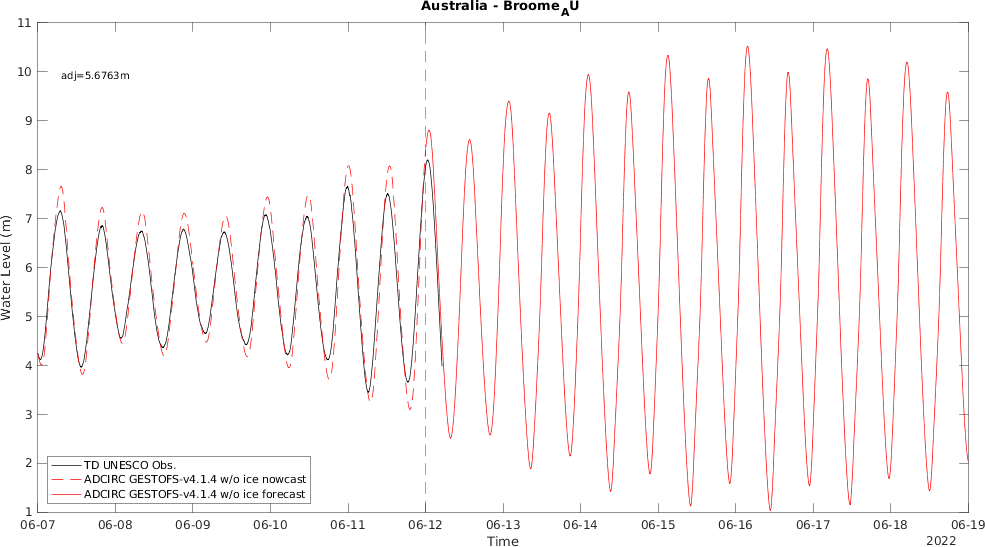 Australia - Broome_AU
adj=5.6763m
Water Level (m)
11
10
9
8
7
6
5
4
3
2
1
TD UNESCO Obs.
ADCIRC GESTOFS-v4.1.4 w/o ice nowcast
ADCIRC GESTOFS-v4.1.4 w/o ice forecast
06-07 06-08 06-09 06-10 06-11 06-12 06-13 06-14 06-15 06-16 06-17 06-18 06-19
Time
2022